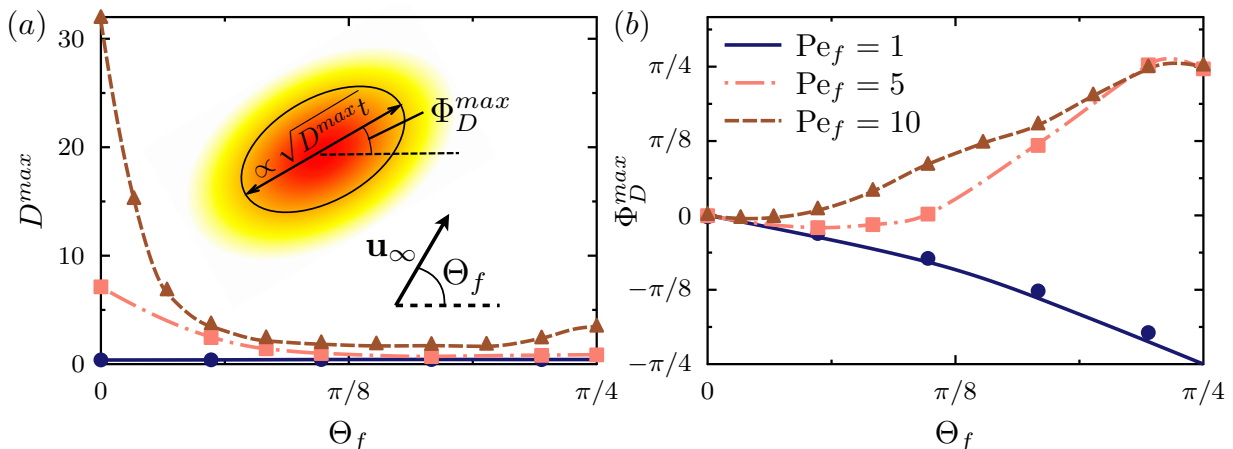 (a)
30
20
10
0
D^{max}
0
π/8
π/4
Θ_f
∝ √(D^{max} t)
Φ_D^{max}
u_∞
Θ_f
(b)
π/4
π/8
0
−π/8
−π/4
Φ_D^{max}
0
π/8
π/4
Θ_f
Pe_f = 1
Pe_f = 5
Pe_f = 10